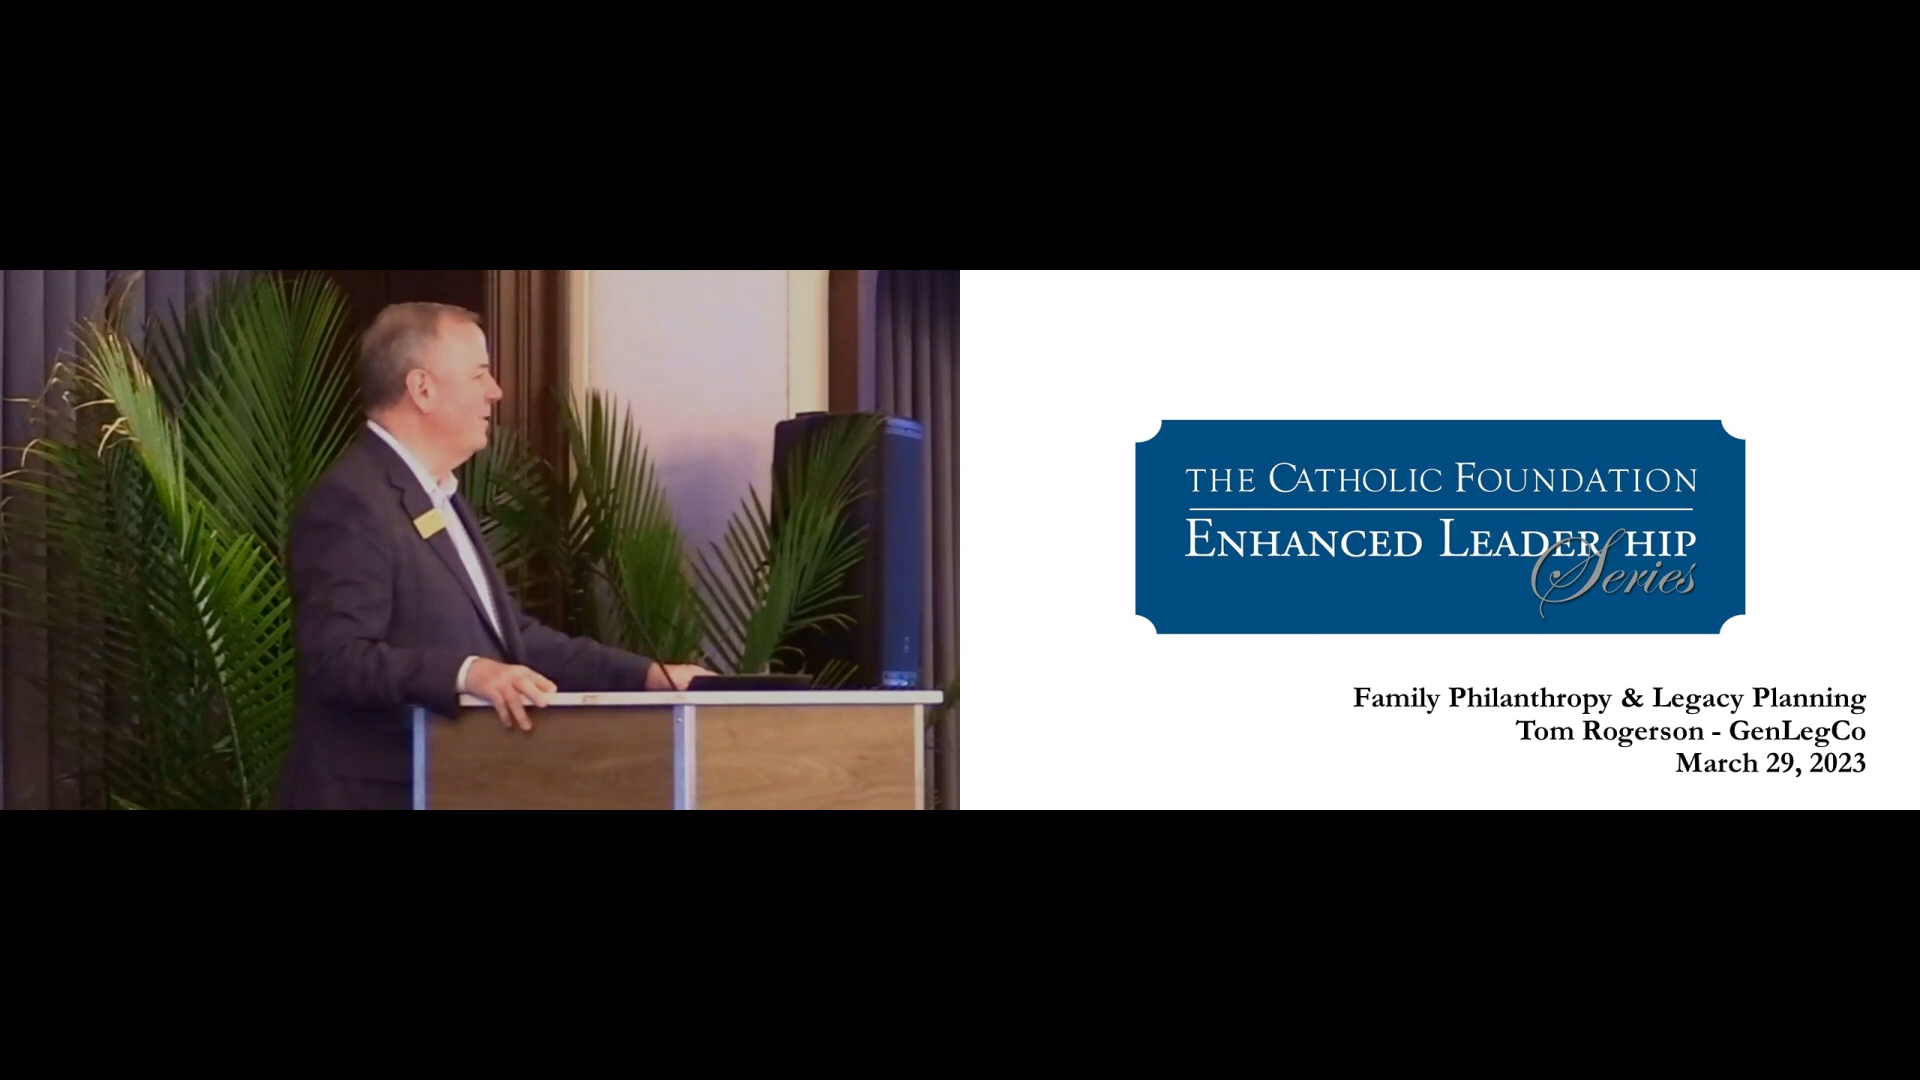 THE CATHOLIC FOUNDATION
ENHANCED LEADERSHIP
Series
Family Philanthropy & Legacy Planning
Tom Rogerson - GenLegCo
March 29, 2023